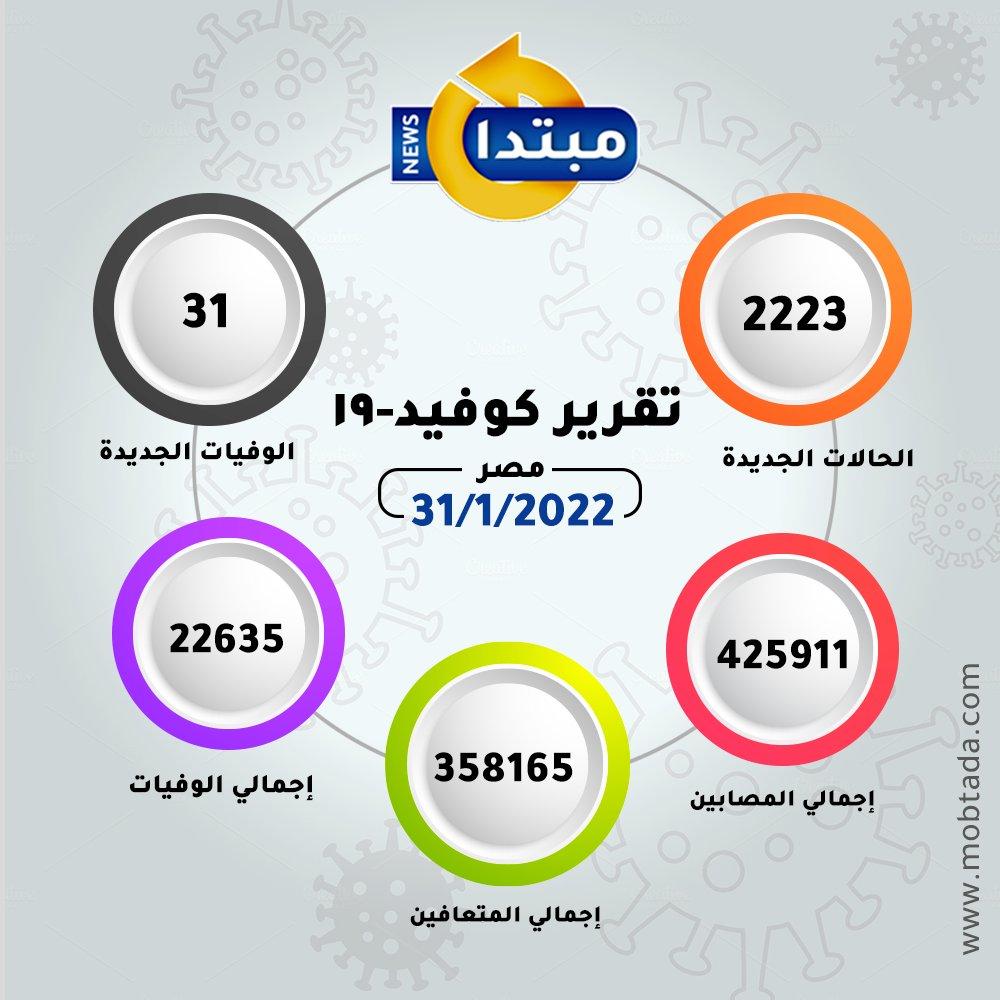 مبتدا
NEWS
2223
الحالات الجديدة
31
الوفيات الجديدة
تقرير كوفيد-١٩
مصر
31/1/2022
425911
إجمالي المصابين
22635
إجمالي الوفيات
358165
إجمالي المتعافين
www.mobtada.com